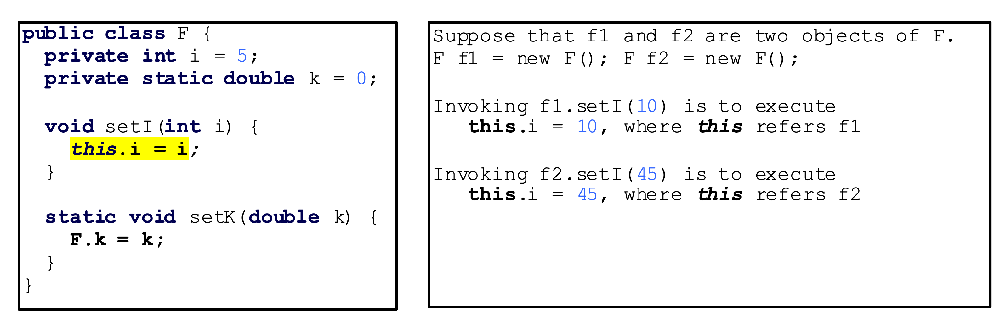 public class F {
  private int i = 5;
  private static double k = 0;

  void setI(int i) {
    this.i = i;
  }

  static void setK(double k) {
    F.k = k;
  }
}
Suppose that f1 and f2 are two objects of F.
F f1 = new F(); F f2 = new F();

Invoking f1.setI(10) is to execute
   this.i = 10, where this refers f1

Invoking f2.setI(45) is to execute
   this.i = 45, where this refers f2